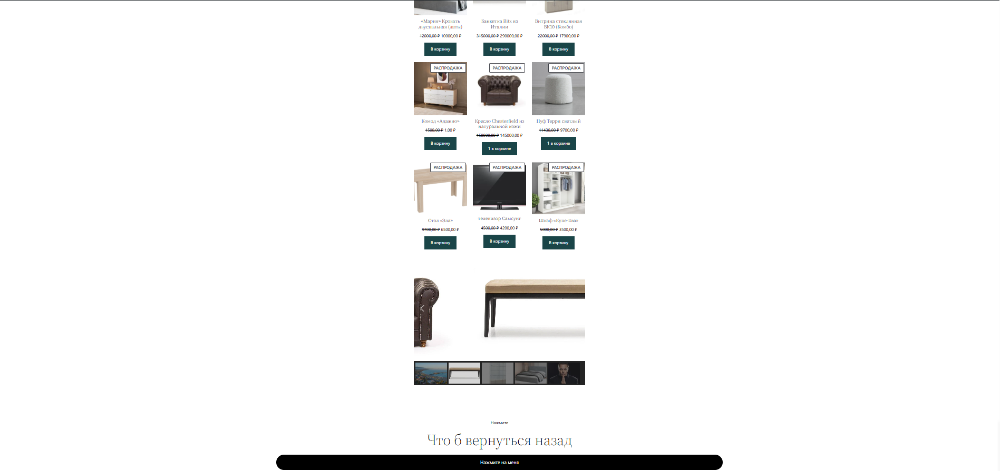 «Мария» Кровать двуспальная (латы)
12000,00 ₽ 10000,00 ₽
В корзину
Банкетка Ritz из Италии
315000,00 ₽ 290000,00 ₽
В корзину
Витрина стеклянная ВК10 (Комбо)
22000,00 ₽ 17900,00 ₽
В корзину
РАСПРОДАЖА
Комод «Адажио»
1500,00 ₽ 1,00 ₽
В корзину
РАСПРОДАЖА
Кресло Chesterfield из натуральной кожи
150000,00 ₽ 145000,00 ₽
1 в корзине
РАСПРОДАЖА
Пуф Терри светлый
11430,00 ₽ 9700,00 ₽
1 в корзине
РАСПРОДАЖА
Стол «Эла»
9700,00 ₽ 6500,00 ₽
В корзину
РАСПРОДАЖА
телевизор Самсунг
4500,00 ₽ 4200,00 ₽
В корзину
РАСПРОДАЖА
Шкаф «Купе-Ева»
5000,00 ₽ 3500,00 ₽
В корзину
Нажмите
Что б вернуться назад
Нажмите на меня